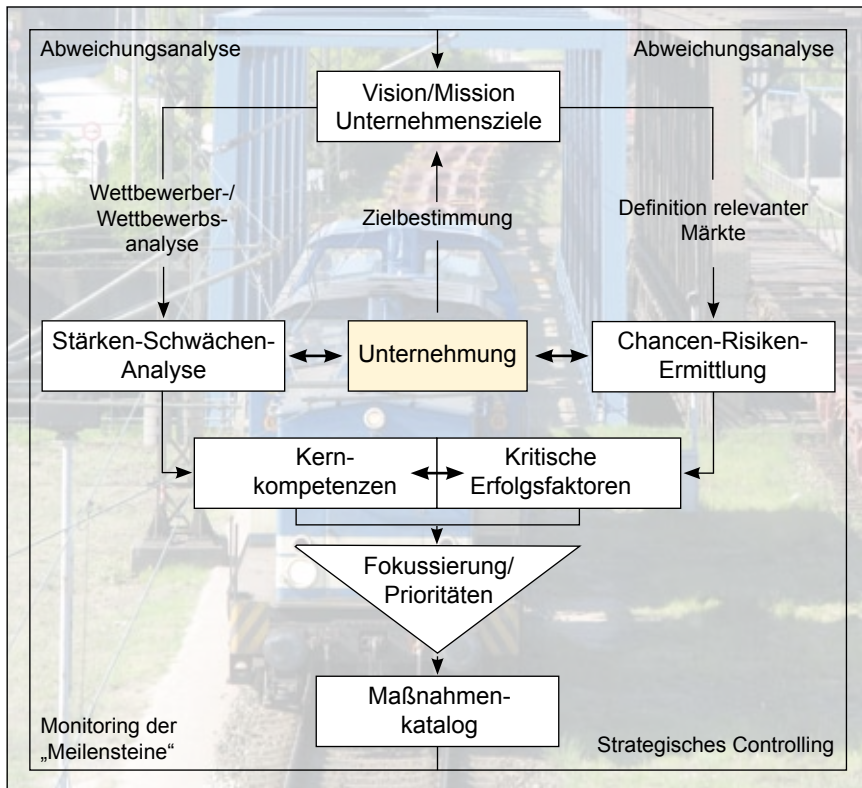 Abweichungsanalyse
Abweichungsanalyse
Vision/Mission
Unternehmensziele
Wettbewerber-/
Wettbewerbs-
analyse
Zielbestimmung
Definition relevanter
Märkte
Stärken-Schwächen-
Analyse
Unternehmung
Chancen-Risiken-
Ermittlung
Kern-
kompetenzen
Kritische
Erfolgsfaktoren
Fokussierung/
Prioritäten
Maßnahmen-
katalog
Monitoring der
„Meilensteine“
Strategisches Controlling